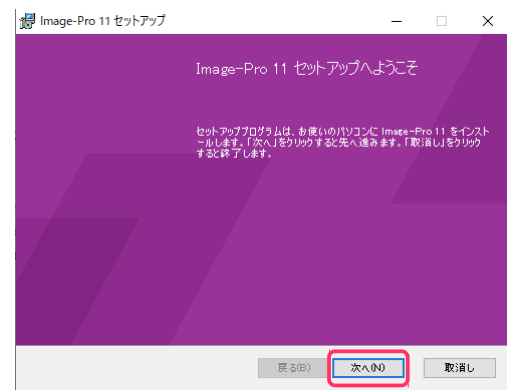 Image-Pro 11 セットアップ
Image-Pro 11 セットアップへようこそ
セットアッププログラムは、お使いのパソコンに Image-Pro 11 をインスト
ールします。「次へ」をクリックすると先へ進みます。「取消し」をクリック
すると終了します。
戻る(B)
次へ(N)
取消し